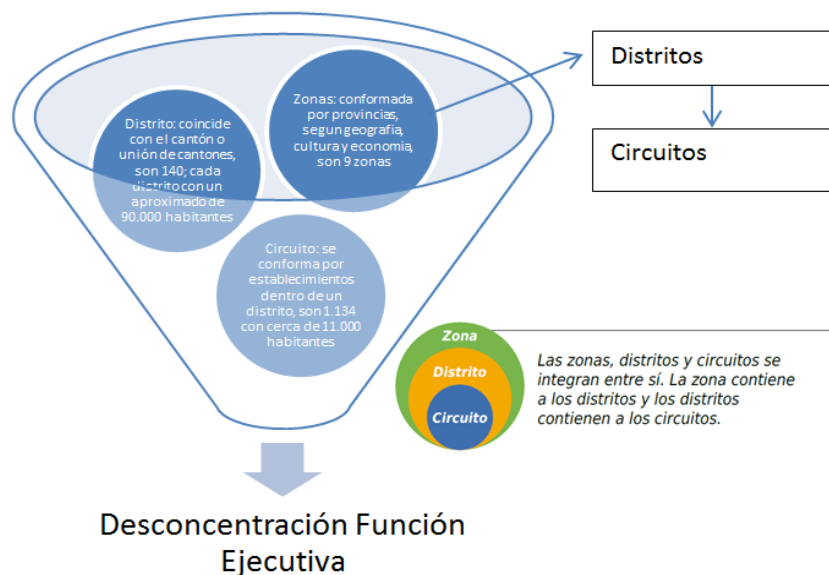 Distritos
Circuitos
Zonas: conformada
por provincias,
segun geografia,
cultura y economia,
son 9 zonas
Distrito: coincide
con el cantón o
unión de cantones,
son 140; cada
distrito con un
aproximado de
90.000 habitantes
Circuito: se
conforma por
establecimientos
dentro de un
distrito, son 1.134
con cerca de 11.000
habitantes
Zona
Distrito
Circuito
Las zonas, distritos y circuitos se
integran entre sí. La zona contiene
a los distritos y los distritos
contienen a los circuitos.
Desconcentración Función
Ejecutiva